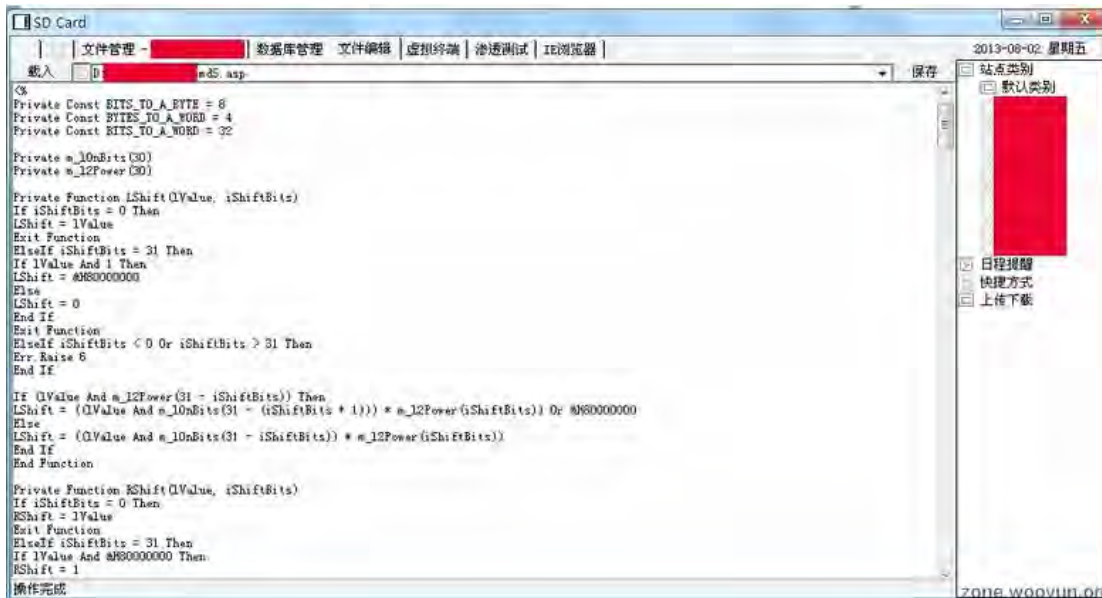 SD Card
文件管理 -
数据库管理
文件编辑
虚拟终端
渗透测试
IE浏览器
2013-08-02 星期五
载入
D:
md5.asp
保存
<%
Private Const BITS_TO_A_BYTE = 8
Private Const BYTES_TO_A_WORD = 4
Private Const BITS_TO_A_WORD = 32
Private m_lOnBits(30)
Private m_l2Power(30)
Private Function LShift(lValue, iShiftBits)
If iShiftBits = 0 Then
LShift = lValue
Exit Function
ElseIf iShiftBits = 31 Then
If lValue And 1 Then
LShift = &H80000000
Else
LShift = 0
End If
Exit Function
ElseIf iShiftBits < 0 Or iShiftBits > 31 Then
Err.Raise 6
End If
If (lValue And m_l2Power(31 - iShiftBits)) Then
LShift = ((lValue And m_lOnBits(31 - (iShiftBits + 1))) * m_l2Power(iShiftBits)) Or &H80000000
Else
LShift = ((lValue And m_lOnBits(31 - iShiftBits)) * m_l2Power(iShiftBits))
End If
End Function
Private Function RShift(lValue, iShiftBits)
If iShiftBits = 0 Then
RShift = lValue
Exit Function
ElseIf iShiftBits = 31 Then
If lValue And &H80000000 Then
RShift = 1
操作完成
站点类别
默认类别
日程提醒
快捷方式
上传下载
zone.wooyun.or